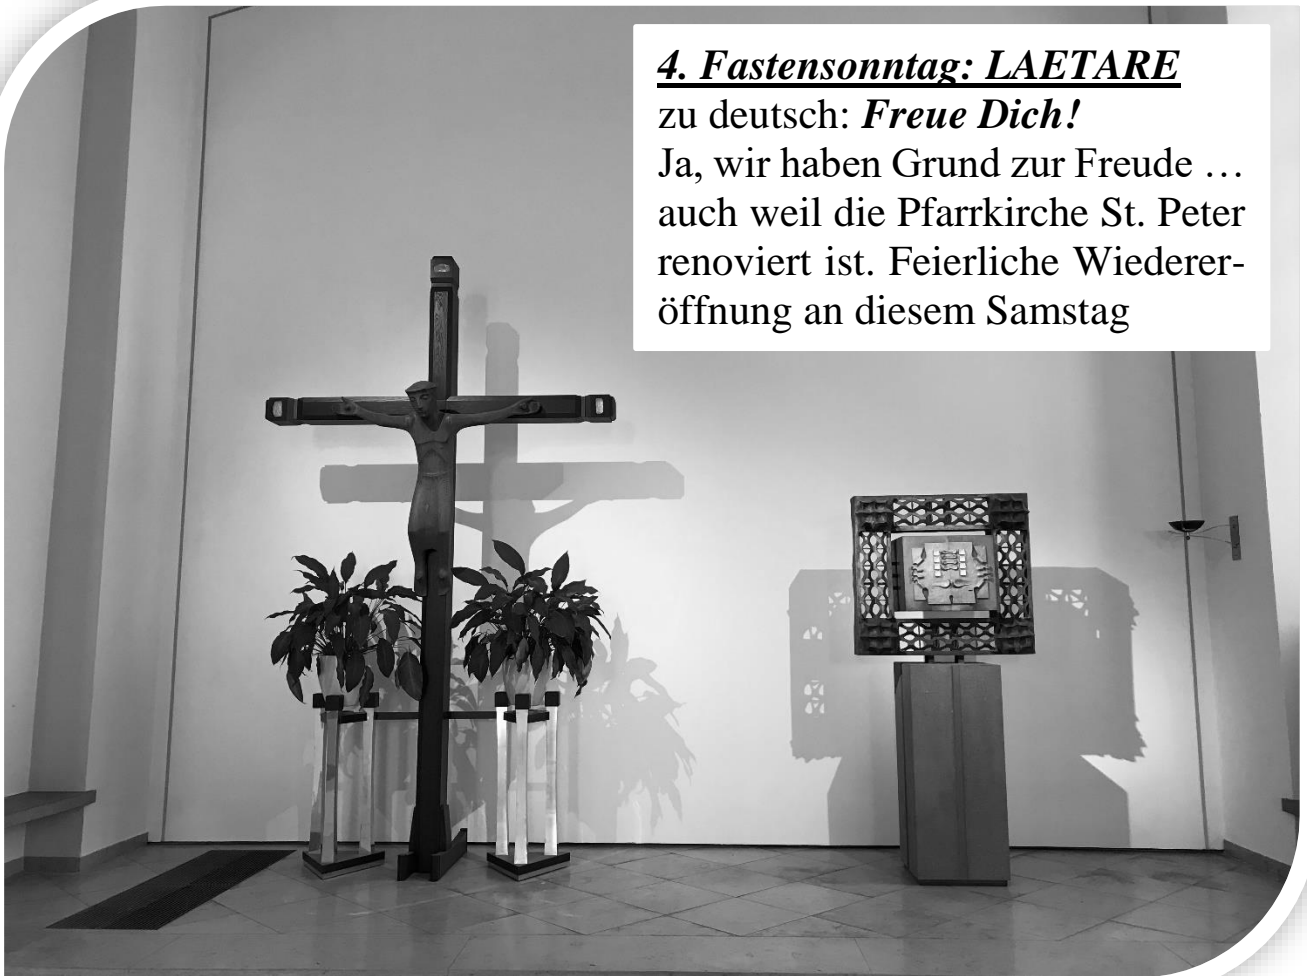 4. Fastensonntag: LAETARE
zu deutsch: Freue Dich!
Ja, wir haben Grund zur Freude …
auch weil die Pfarrkirche St. Peter
renoviert ist. Feierliche Wiederer-
öffnung an diesem Samstag